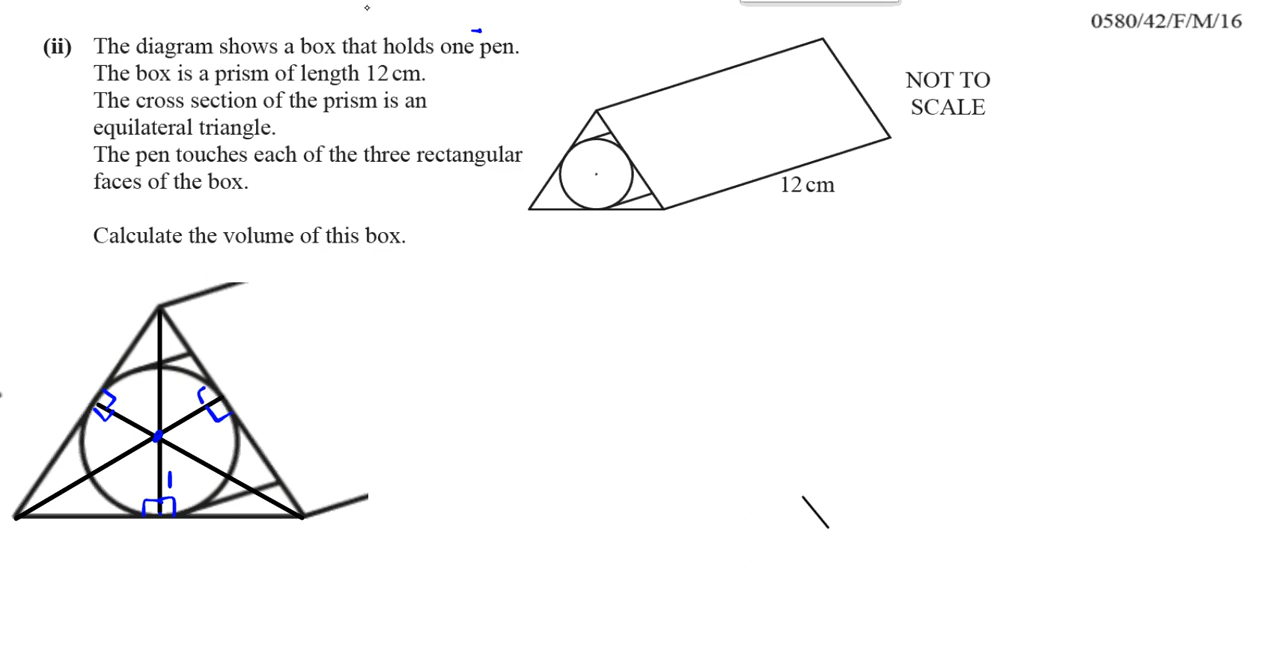 0580/42/F/M/16
(ii) The diagram shows a box that holds one pen.
The box is a prism of length 12 cm.
The cross section of the prism is an
equilateral triangle.
The pen touches each of the three rectangular
faces of the box.
NOT TO
SCALE
12 cm
Calculate the volume of this box.
1